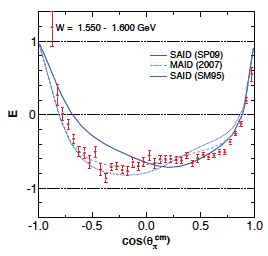 W = 1.550 - 1.600 GeV
SAID (SP09)
MAID (2007)
SAID (SM95)
1
0
-1
E
-1.0 -0.5 0.0 0.5 1.0
cos(θπcm)